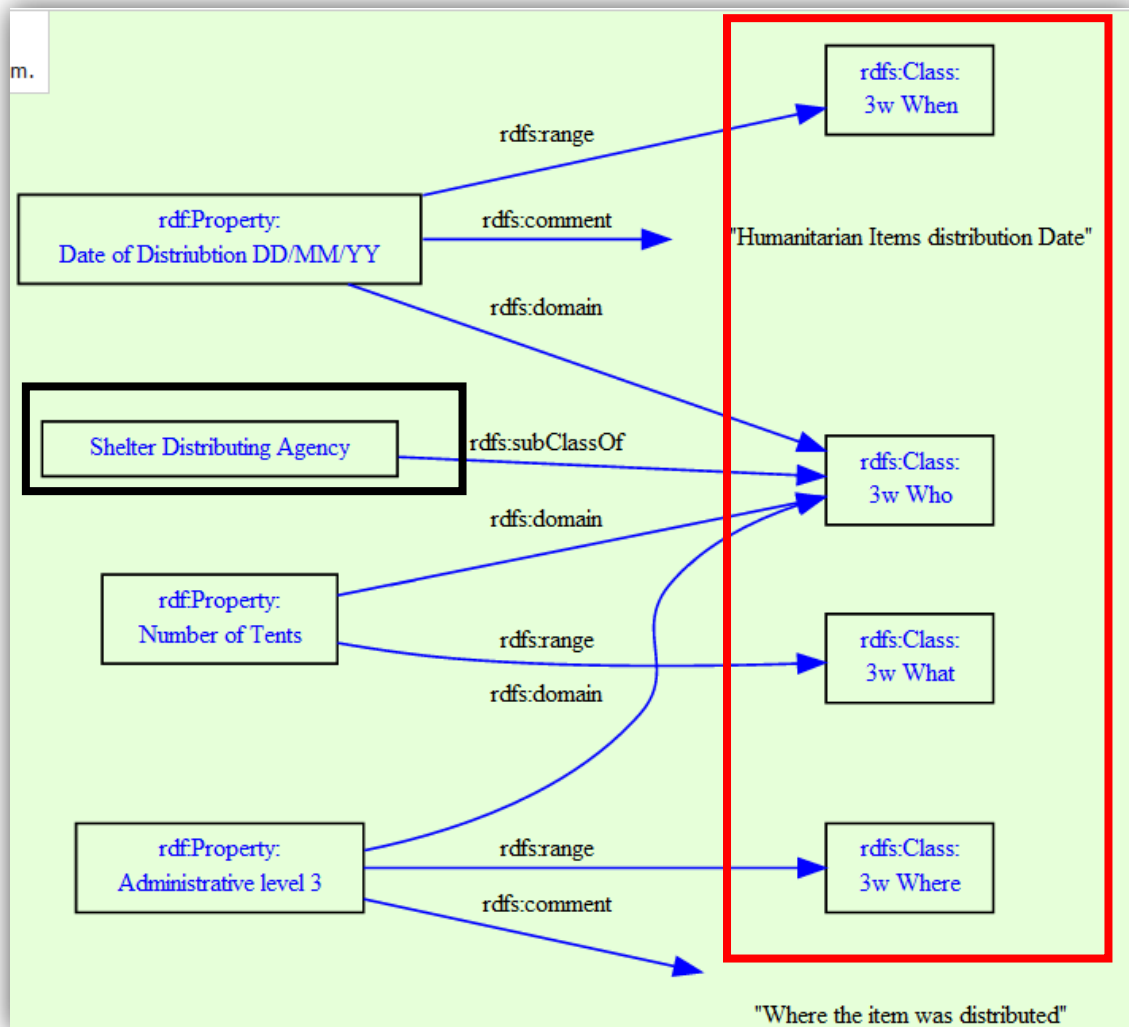 m.
rdfs:Class:
3w When
rdfs:range
rdf:Property:
Date of Distriubtion DD/MM/YY
rdfs:comment
"Humanitarian Items distribution Date"
rdfs:domain
Shelter Distributing Agency
rdfs:subClassOf
rdfs:Class:
3w Who
rdfs:domain
rdf:Property:
Number of Tents
rdfs:range
rdfs:Class:
3w What
rdfs:domain
rdf:Property:
Administrative level 3
rdfs:range
rdfs:Class:
3w Where
rdfs:comment
"Where the item was distributed"